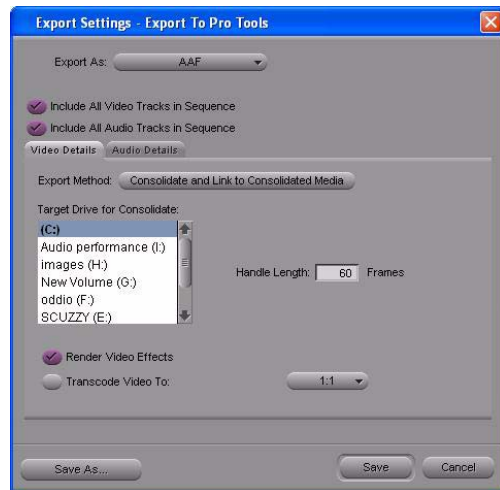 Export Settings - Export To Pro Tools
Export As: AAF
Include All Video Tracks in Sequence
Include All Audio Tracks in Sequence
Video Details Audio Details
Export Method: Consolidate and Link to Consolidated Media
Target Drive for Consolidate:
(C:)
Audio performance (I:)
images (H:)
New Volume (G:)
oddio (F:)
SCUZZY (E:)
Handle Length: 60 Frames
Render Video Effects
Transcode Video To: 1:1
Save As... Save Cancel